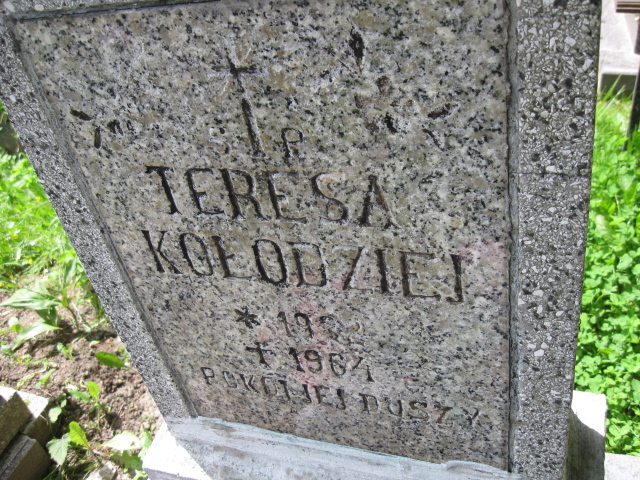 Ś P
TERESA
KOŁODZIEJ
✝ 1964
POKÓJ JEJ DUSZY